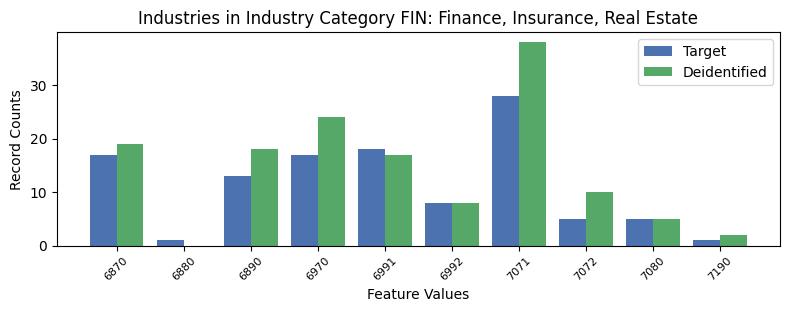 Industries in Industry Category FIN: Finance, Insurance, Real Estate
Target
Deidentified
Record Counts
30
20
10
0
6870 6880 6890 6970 6991 6992 7071 7072 7080 7190
Feature Values